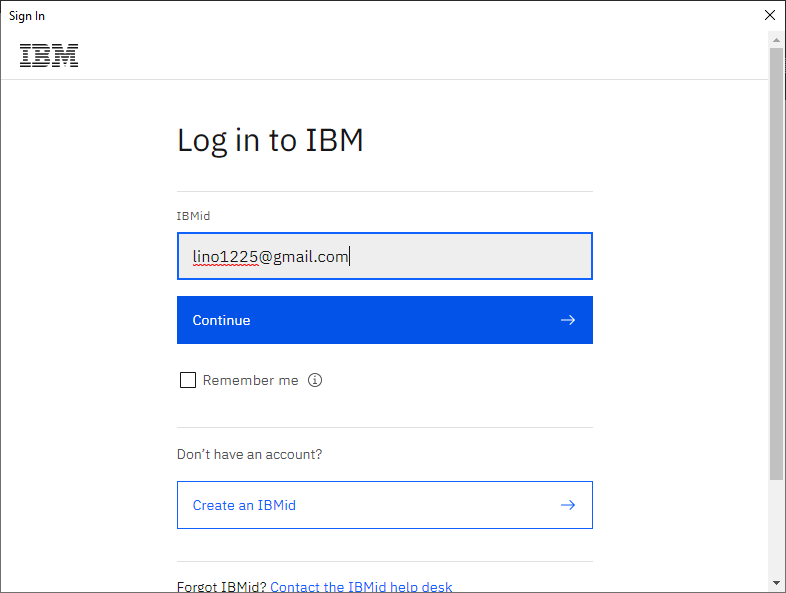 Sign In
IBM
Log in to IBM
IBMid
lino1225@gmail.com
Continue
Remember me
Don’t have an account?
Create an IBMid
Forgot IBMid? Contact the IBMid help desk